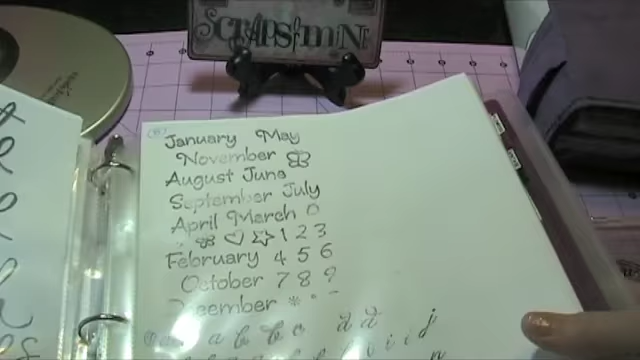 SCRAPSFMINE
January May
November
August June
September July
April March
1 2 3
February 4 5 6
October 7 8 9
December
a b b c d d i i i j
n